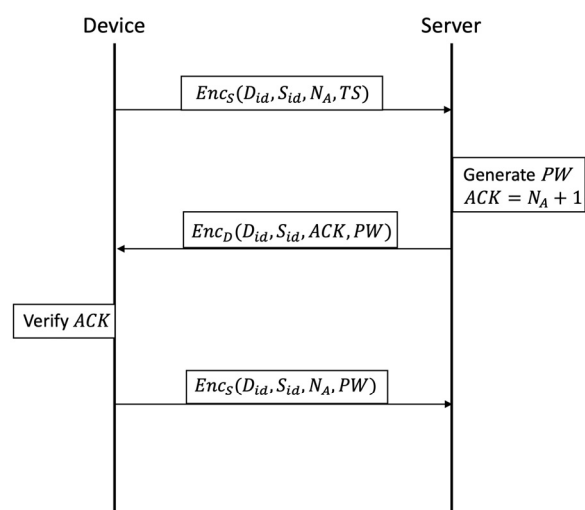 Device Server
Enc_S(D_id, S_id, N_A, TS)
Generate PW
ACK = N_A + 1
Enc_D(D_id, S_id, ACK, PW)
Verify ACK
Enc_S(D_id, S_id, N_A, PW)